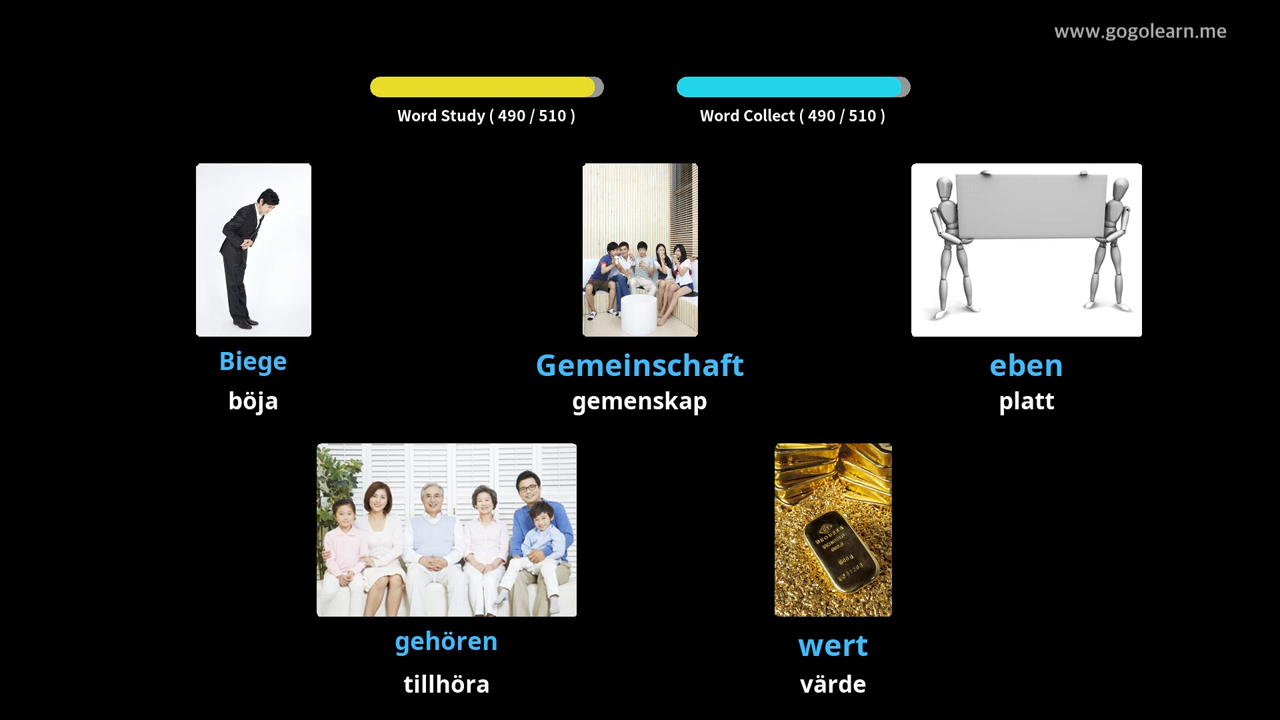 www.gogolearn.me
Word Study ( 490 / 510 )
Word Collect ( 490 / 510 )
Biege
böja
Gemeinschaft
gemenskap
eben
platt
gehören
tillhöra
wert
värde